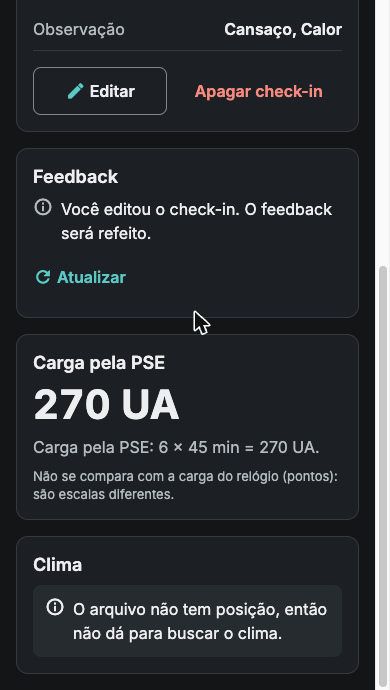 Observação Cansaço, Calor
Editar Apagar check-in
Feedback
Você editou o check-in. O feedback
será refeito.
Atualizar
Carga pela PSE
270 UA
Carga pela PSE: 6 × 45 min = 270 UA.
Não se compara com a carga do relógio (pontos):
são escalas diferentes.
Clima
O arquivo não tem posição, então
não dá para buscar o clima.